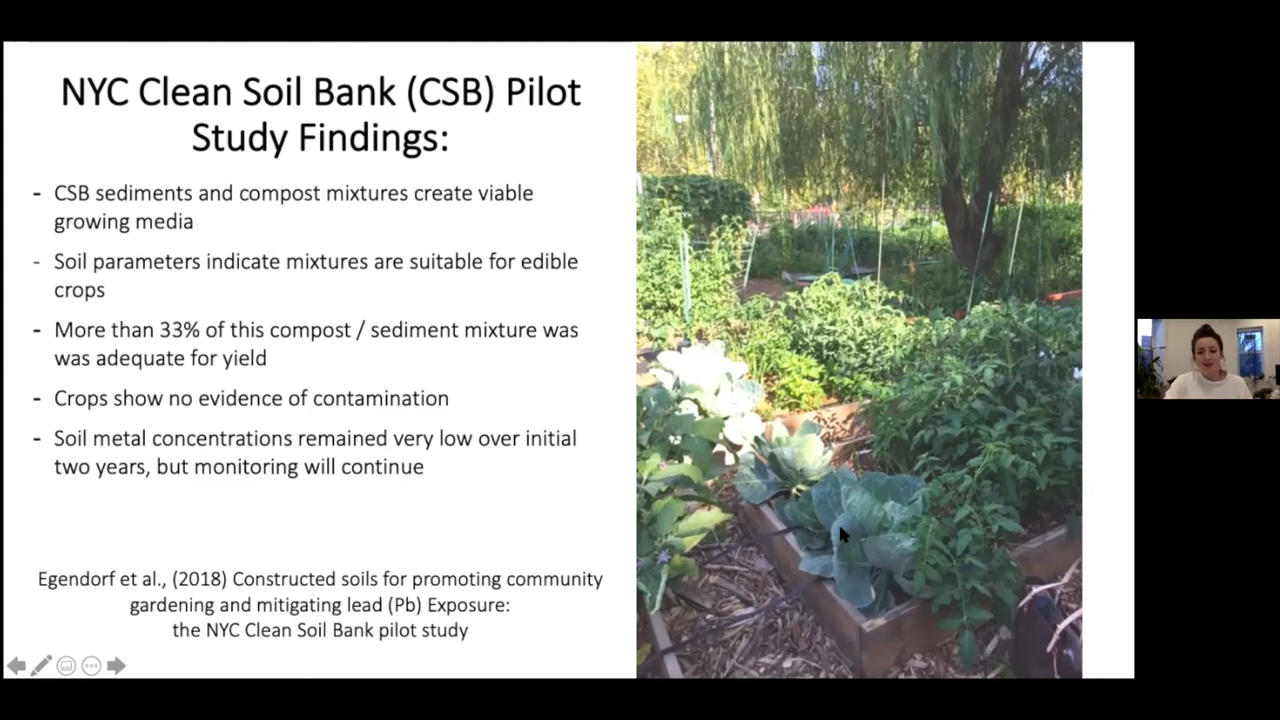 NYC Clean Soil Bank (CSB) Pilot
Study Findings:
- CSB sediments and compost mixtures create viable
growing media
- Soil parameters indicate mixtures are suitable for edible
crops
- More than 33% of this compost / sediment mixture was
was adequate for yield
- Crops show no evidence of contamination
- Soil metal concentrations remained very low over initial
two years, but monitoring will continue
Egendorf et al., (2018) Constructed soils for promoting community
gardening and mitigating lead (Pb) Exposure:
the NYC Clean Soil Bank pilot study